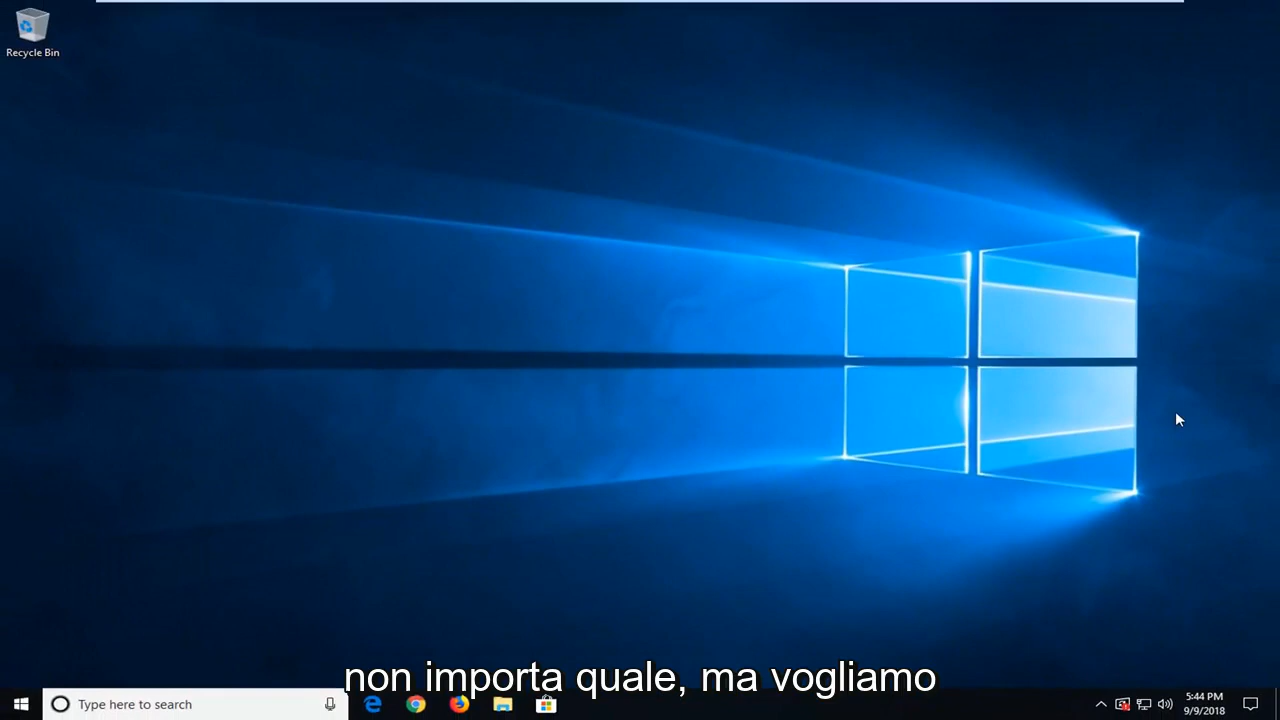 Recycle Bin
non importa quale, ma vogliamo
Type here to search
5:44 PM
9/9/2018